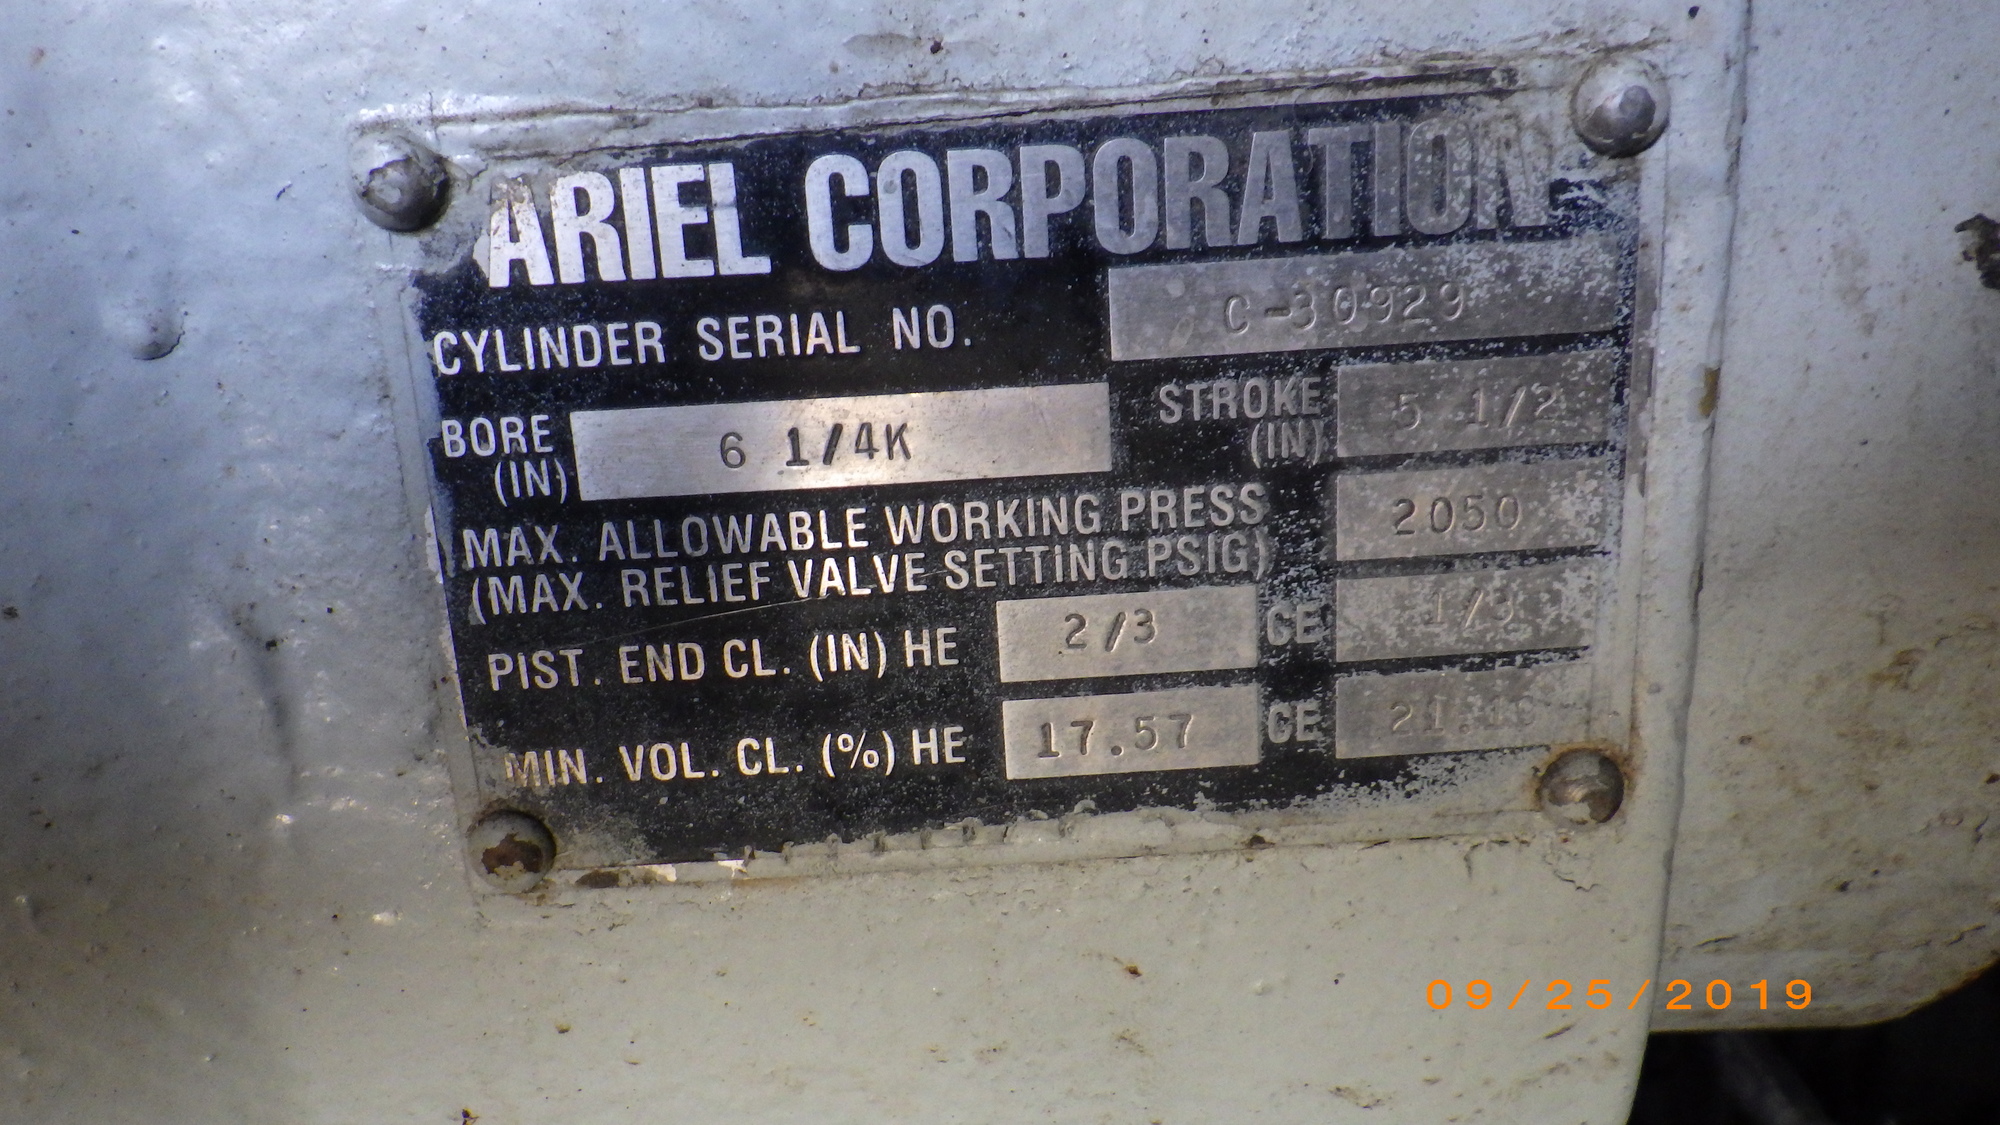 ARIEL CORPORATION
CYLINDER SERIAL NO. C-30929
BORE (IN) 6 1/4K STROKE (IN) 5 1/2
MAX. ALLOWABLE WORKING PRESS
(MAX. RELIEF VALVE SETTING PSIG) 2050
PIST. END CL. (IN) HE 2/3 CE 1/3
MIN. VOL. CL. (%) HE 17.57 CE
09/25/2019